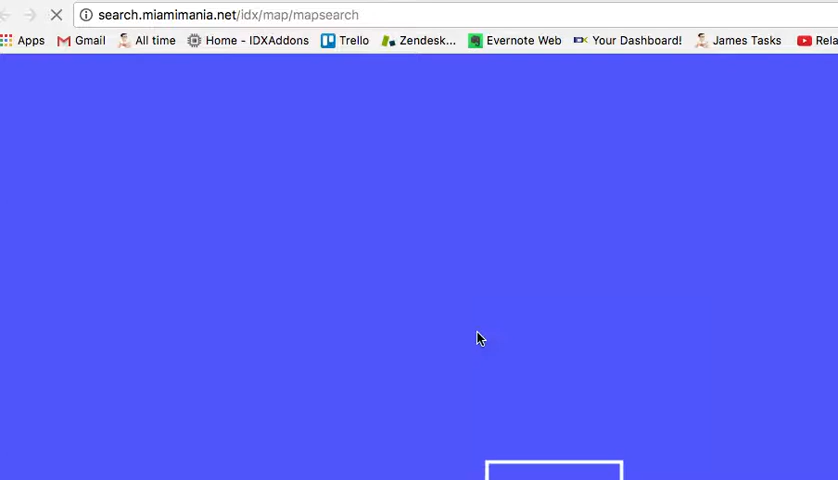 search.miamimania.net/idx/map/mapsearch
Apps Gmail All time Home - IDXAddons Trello Zendesk... Evernote Web Your Dashboard! James Tasks Rela